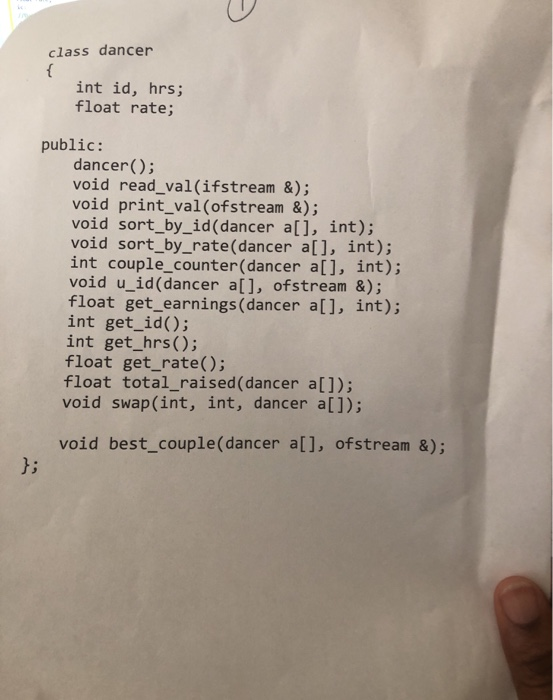 1
class dancer
{
int id, hrs;
float rate;
public:
dancer();
void read_val(ifstream &);
void print_val(ofstream &);
void sort_by_id(dancer a[], int);
void sort_by_rate(dancer a[], int);
int couple_counter(dancer a[], int);
void u_id(dancer a[], ofstream &);
float get_earnings(dancer a[], int);
int get_id();
int get_hrs();
float get_rate();
float total_raised(dancer a[]);
void swap(int, int, dancer a[]);
void best_couple(dancer a[], ofstream &);
};